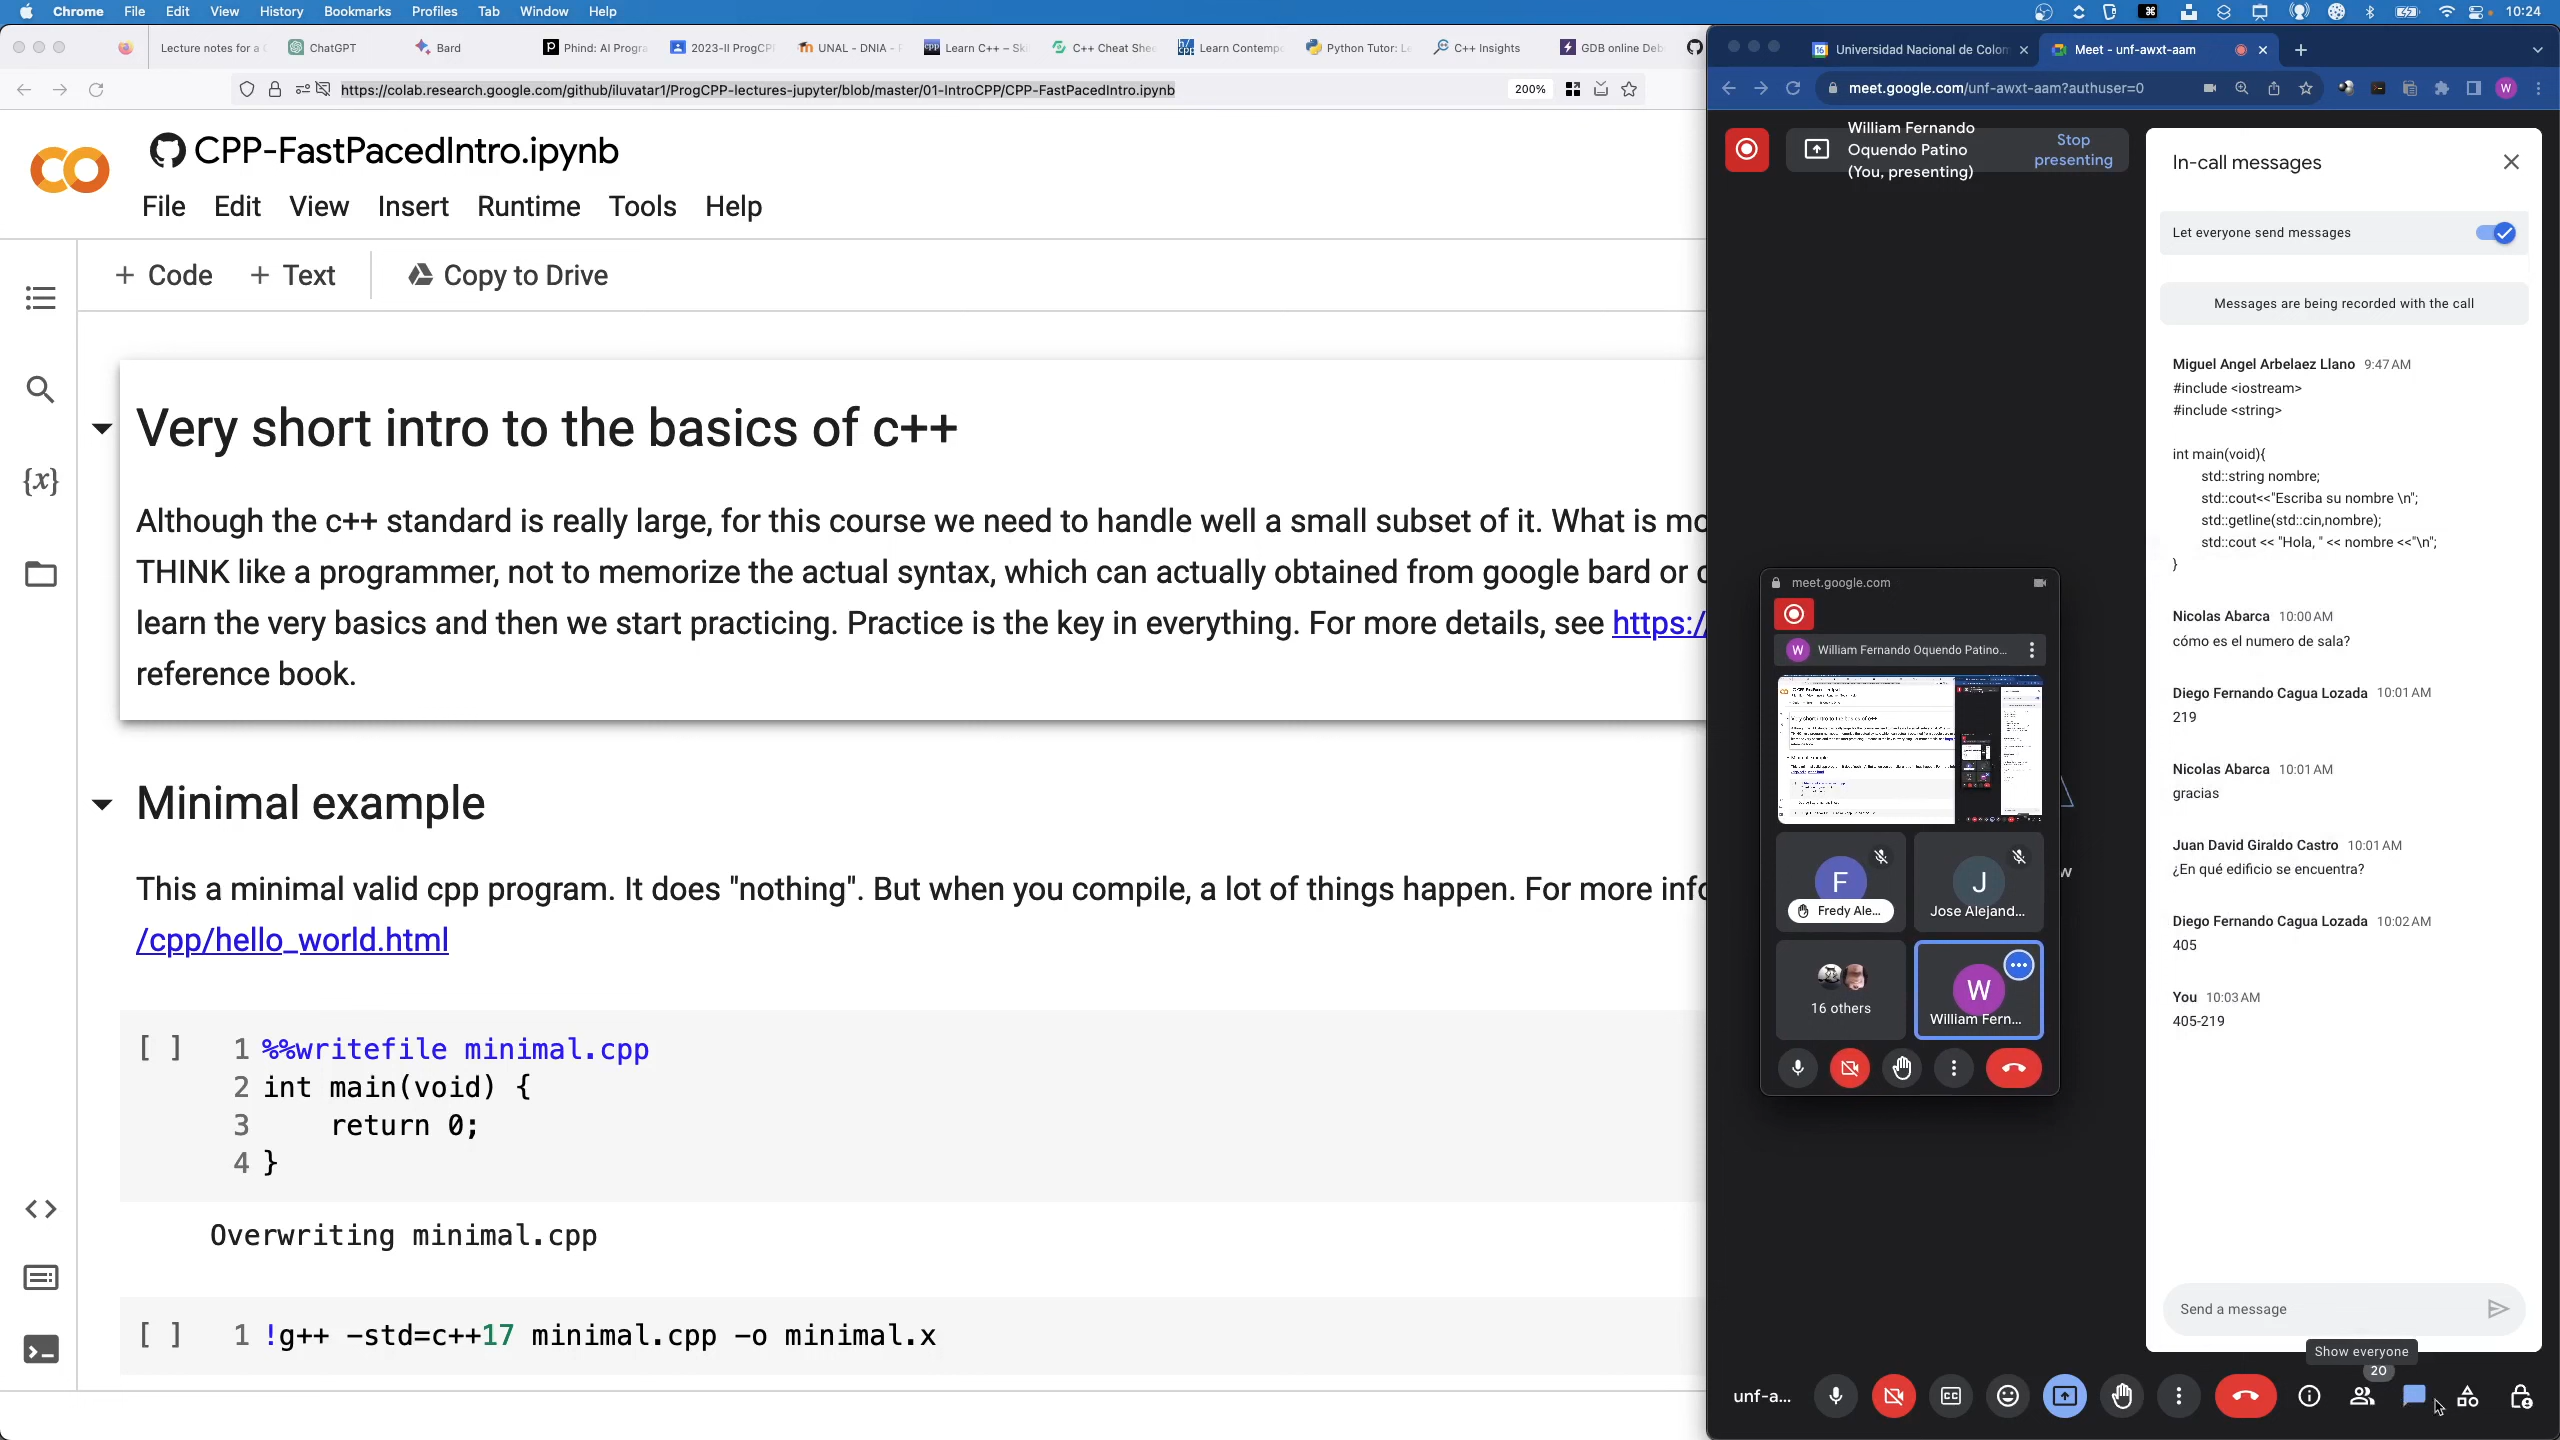 Chrome File Edit View History Bookmarks Profiles Tab Window Help
10:24
Lecture notes for a
ChatGPT
Bard
Phind: AI Progra
2023-II ProgCP
UNAL - DNIA -
Learn C++ – Sk
C++ Cheat She
Learn Contemp
Python Tutor: Le
C++ Insights
GDB online Deb
https://colab.research.google.com/github/iluvatar1/ProgCPP-lectures-jupyter/blob/master/01-IntroCPP/CPP-FastPacedIntro.ipynb
200%
CPP-FastPacedIntro.ipynb
File Edit View Insert Runtime Tools Help
+ Code + Text Copy to Drive
Very short intro to the basics of c++
Although the c++ standard is really large, for this course we need to handle well a small subset of it. What is mo
THINK like a programmer, not to memorize the actual syntax, which can actually obtained from google bard or c
learn the very basics and then we start practicing. Practice is the key in everything. For more details, see https:/
reference book.
Minimal example
This a minimal valid cpp program. It does "nothing". But when you compile, a lot of things happen. For more info
/cpp/hello_world.html
[ ] 1 %%writefile minimal.cpp
2 int main(void) {
3 return 0;
4 }
Overwriting minimal.cpp
[ ] 1 !g++ -std=c++17 minimal.cpp -o minimal.x
Universidad Nacional de Colom
Meet - unf-awxt-aam
meet.google.com/unf-awxt-aam?authuser=0
W
William Fernando
Oquendo Patino
(You, presenting)
Stop
presenting
meet.google.com
W William Fernando Oquendo Patino...
F
Fredy Ale...
J
Jose Alejand...
16 others
W
William Fern...
w
In-call messages
Let everyone send messages
Messages are being recorded with the call
Miguel Angel Arbelaez Llano 9:47 AM
#include <iostream>
#include <string>
int main(void){
std::string nombre;
std::cout<<"Escriba su nombre \n";
std::getline(std::cin,nombre);
std::cout << "Hola, " << nombre <<"\n";
}
Nicolas Abarca 10:00 AM
cómo es el numero de sala?
Diego Fernando Cagua Lozada 10:01 AM
219
Nicolas Abarca 10:01 AM
gracias
Juan David Giraldo Castro 10:01 AM
¿En qué edificio se encuentra?
Diego Fernando Cagua Lozada 10:02 AM
405
You 10:03 AM
405-219
Send a message
Show everyone
20
unf-a...